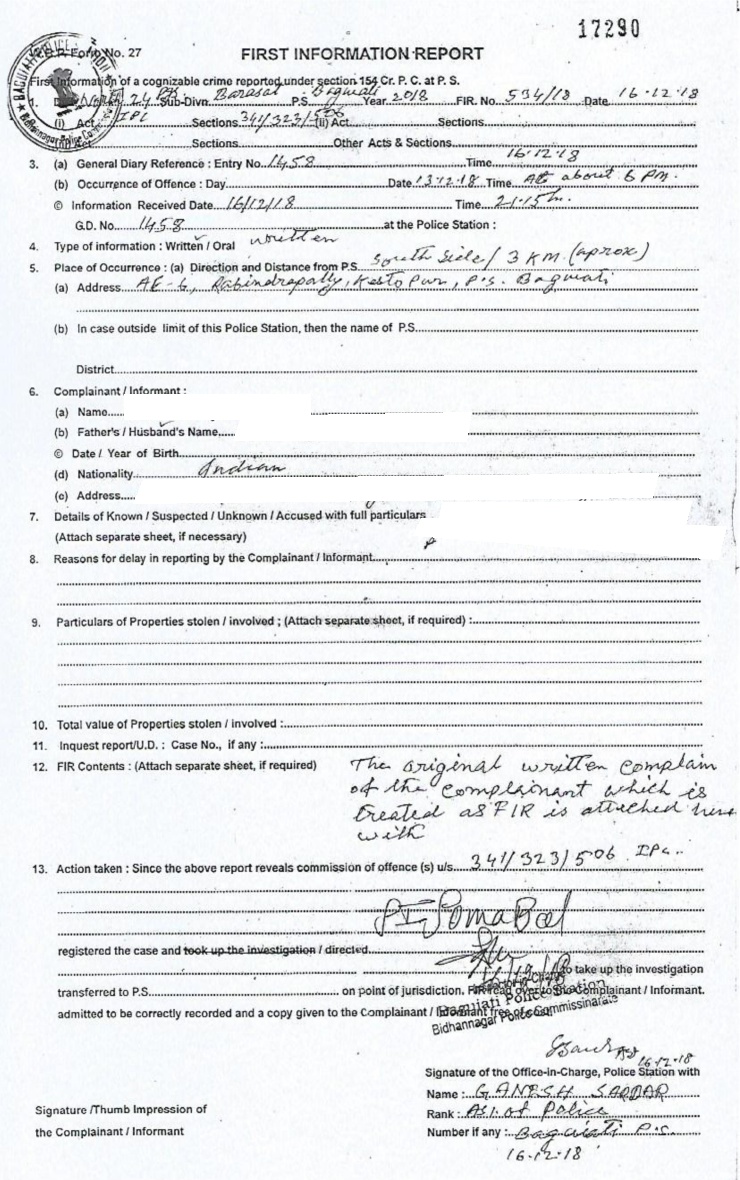 17290
Form No. 27
FIRST INFORMATION REPORT
First Information of a cognizable crime reported under section 154 Cr. P. C. at P. S.
1. 24 Sub-Divn. Barasat P.S. Baguiati Year 2018 FIR. No. 534/18 Date 16.12.18
(i) Act IPC Sections 341/323/506 (ii) Act Sections
Sections Other Acts & Sections
3. (a) General Diary Reference : Entry No. 1458 Time 16.12.18
(b) Occurrence of Offence : Day Date 13.12.18 Time At about 6 PM.
© Information Received Date 16/12/18 Time 21:15 hr.
G.D. No. 1458 at the Police Station :
4. Type of information : Written / Oral written
5. Place of Occurrence : (a) Direction and Distance from P.S. South Side / 3 KM. (aprox)
(a) Address AE-6, Rabindrapally, Kestopur, P.S. Baguiati
(b) In case outside limit of this Police Station, then the name of P.S.
District
6. Complainant / Informant :
(a) Name
(b) Father's / Husband's Name
© Date / Year of Birth
(d) Nationality Indian
(c) Address
7. Details of Known / Suspected / Unknown / Accused with full particulars
(Attach separate sheet, if necessary)
8. Reasons for delay in reporting by the Complainant / Informant
9. Particulars of Properties stolen / involved ; (Attach separate sheet, if required) :
10. Total value of Properties stolen / involved :
11. Inquest report/U.D. : Case No., if any :
12. FIR Contents : (Attach separate sheet, if required) The original written complain
of the complainant which is
treated as FIR is attached here
with
13. Action taken : Since the above report reveals commission of offence (s) u/s. 341/323/506 IPC.
PSI Soma Bal
registered the case and took up the investigation / directed
to take up the investigation
transferred to P.S. on point of jurisdiction. FIR read over to the Complainant / Informant.
admitted to be correctly recorded and a copy given to the Complainant / Informant free of cost.
Baguiati Police Station
Bidhannagar Police Commissinarate
16.12.18
Signature of the Office-in-Charge, Police Station with
Name : GANESH SARDAR
Signature /Thumb Impression of
Rank : ASI. of Police
the Complainant / Informant
Number if any : Baguiati P.S.
16.12.18